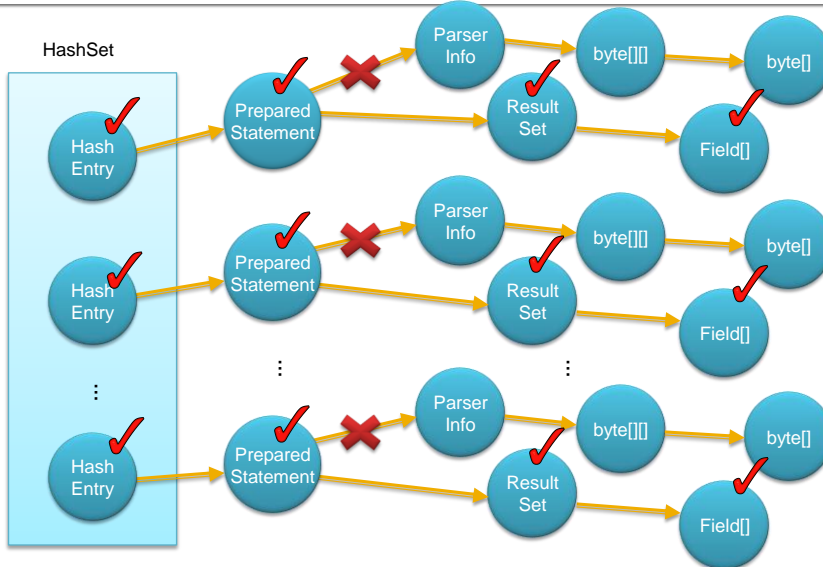 HashSet
Parser
Info
byte[][]
byte[]
Hash
Entry
Prepared
Statement
Result
Set
Field[]
Parser
Info
byte[][]
byte[]
Hash
Entry
Prepared
Statement
Result
Set
Field[]
⋮
⋮
⋮
Parser
Info
byte[][]
byte[]
Hash
Entry
Prepared
Statement
Result
Set
Field[]